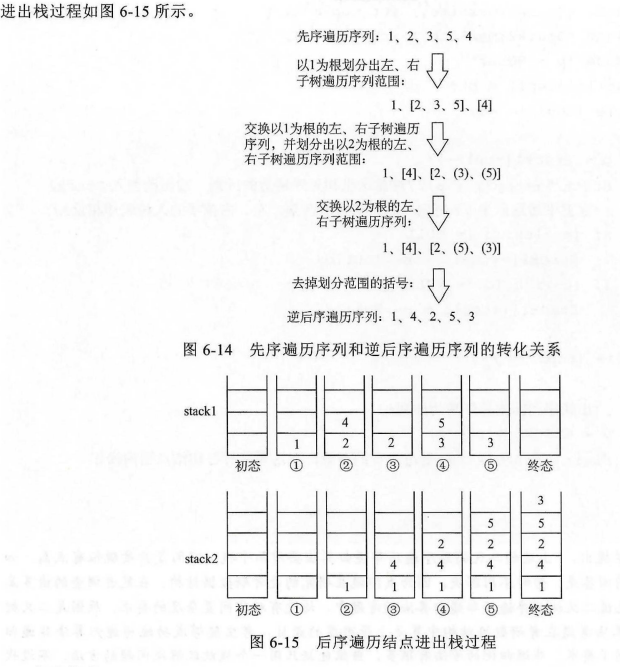 进出栈过程如图 6-15 所示。
先序遍历序列：1、2、3、5、4
以1为根划分出左、右
子树遍历序列范围：
1、[2、3、5]、[4]
交换以1为根的左、右子树遍历
序列，并划分出以2为根的左、
右子树遍历序列范围：
1、[4]、[2、(3)、(5)]
交换以2为根的左、
右子树遍历序列：
1、[4]、[2、(5)、(3)]
去掉划分范围的括号：
逆后序遍历序列：1、4、2、5、3
图 6-14 先序遍历序列和逆后序遍历序列的转化关系
stack1
4 5
1 2 2 3 3
初态 ① ② ③ ④ ⑤ 终态
stack2
3
5 5
2 2 2
4 4 4 4
1 1 1 1 1
初态 ① ② ③ ④ ⑤ 终态
图 6-15 后序遍历结点进出栈过程